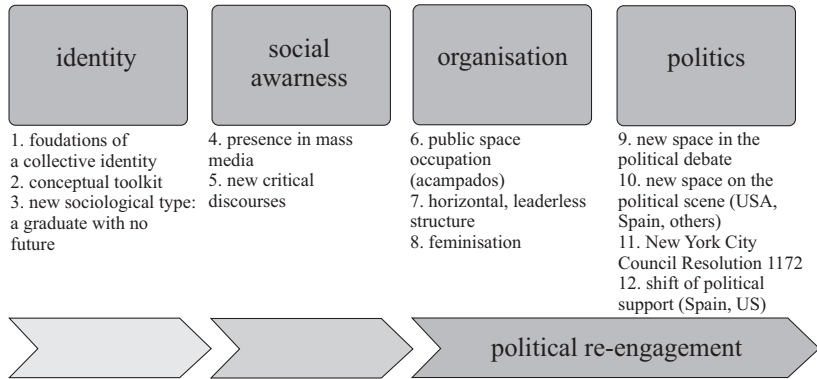 identity
social
awarness
organisation
politics
1. foudations of
a collective identity
2. conceptual toolkit
3. new sociological type:
a graduate with no
future
4. presence in mass
media
5. new critical
discourses
6. public space
occupation
(acampados)
7. horizontal, leaderless
structure
8. feminisation
9. new space in the
political debate
10. new space on the
political scene (USA,
Spain, others)
11. New York City
Council Resolution 1172
12. shift of political
support (Spain, US)
political re-engagement